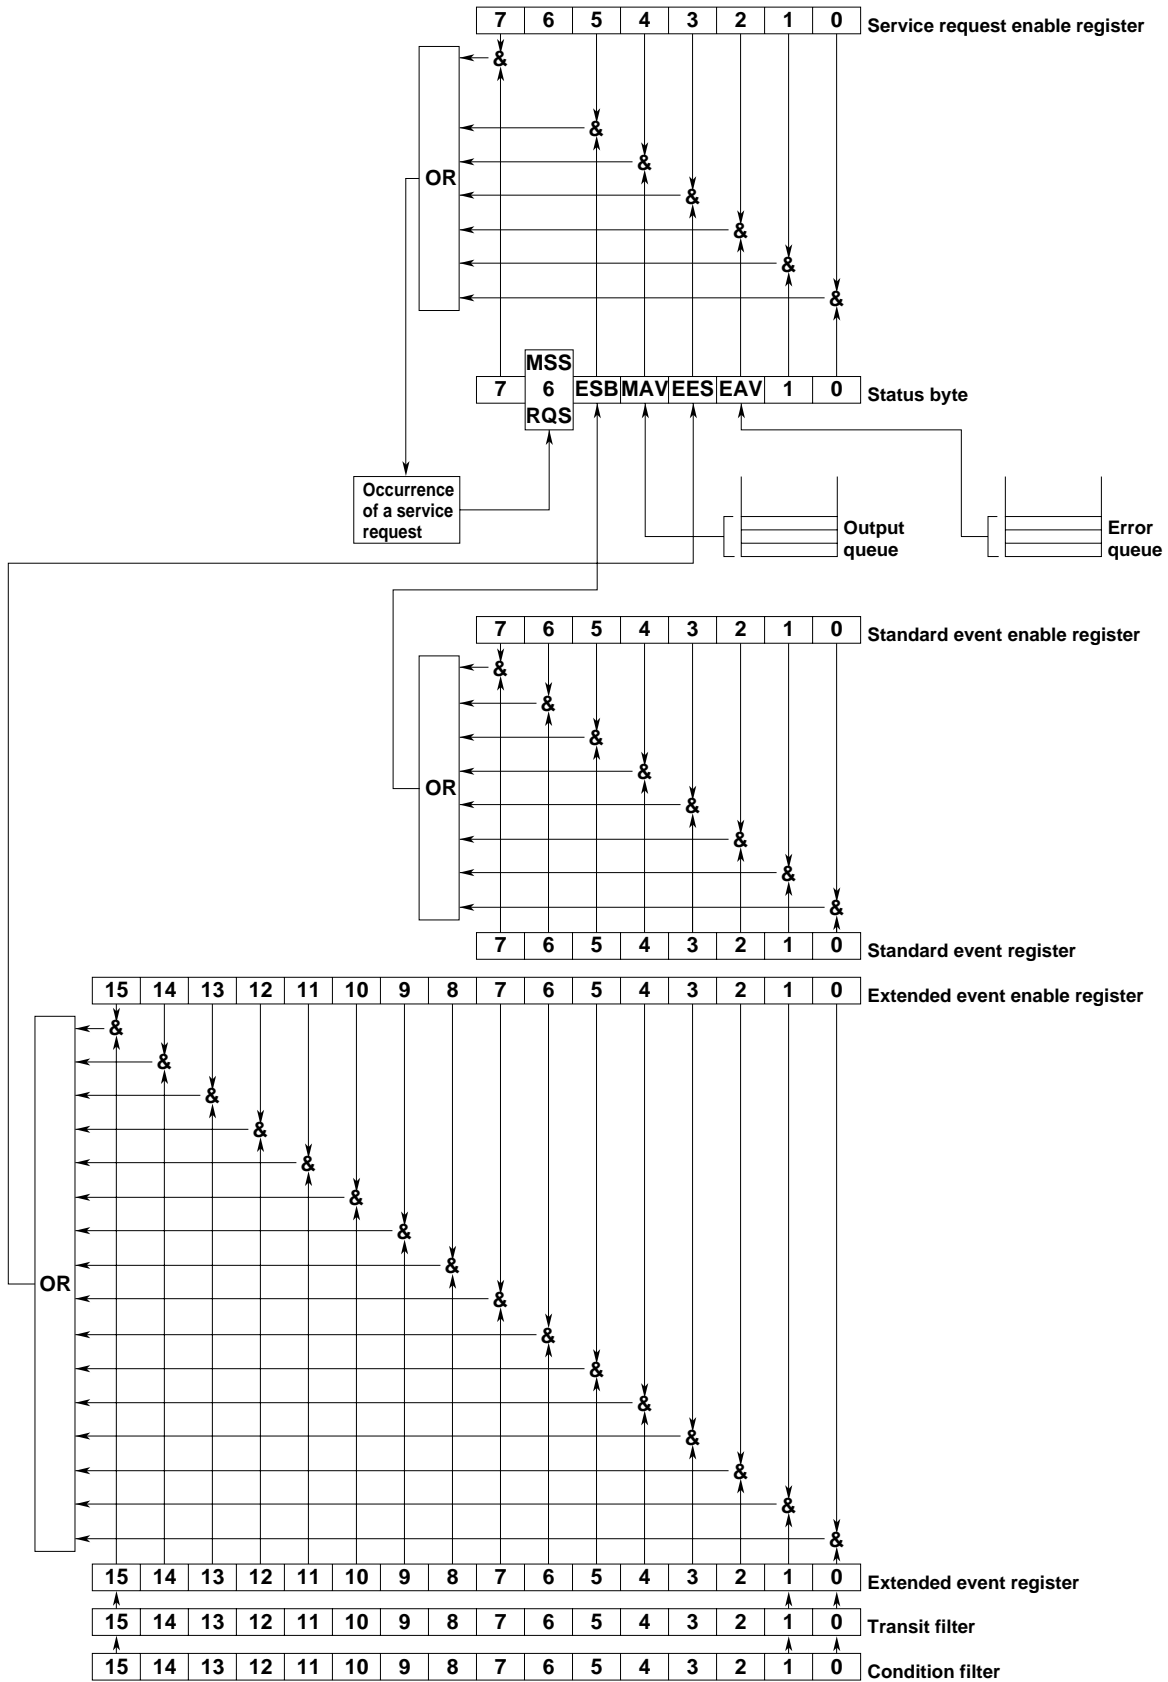 7 6 5 4 3 2 1 0 Service request enable register
&
&
&
OR
&
&
&
&
MSS
7 6 ESB MAV EES EAV 1 0 Status byte
RQS
Occurrence
of a service
request
Output
queue
Error
queue
7 6 5 4 3 2 1 0 Standard event enable register
&
&
&
&
OR
&
&
&
&
7 6 5 4 3 2 1 0 Standard event register
15 14 13 12 11 10 9 8 7 6 5 4 3 2 1 0 Extended event enable register
&
&
&
&
&
&
&
&
OR
&
&
&
&
&
&
&
&
15 14 13 12 11 10 9 8 7 6 5 4 3 2 1 0 Extended event register
15 14 13 12 11 10 9 8 7 6 5 4 3 2 1 0 Transit filter
15 14 13 12 11 10 9 8 7 6 5 4 3 2 1 0 Condition filter